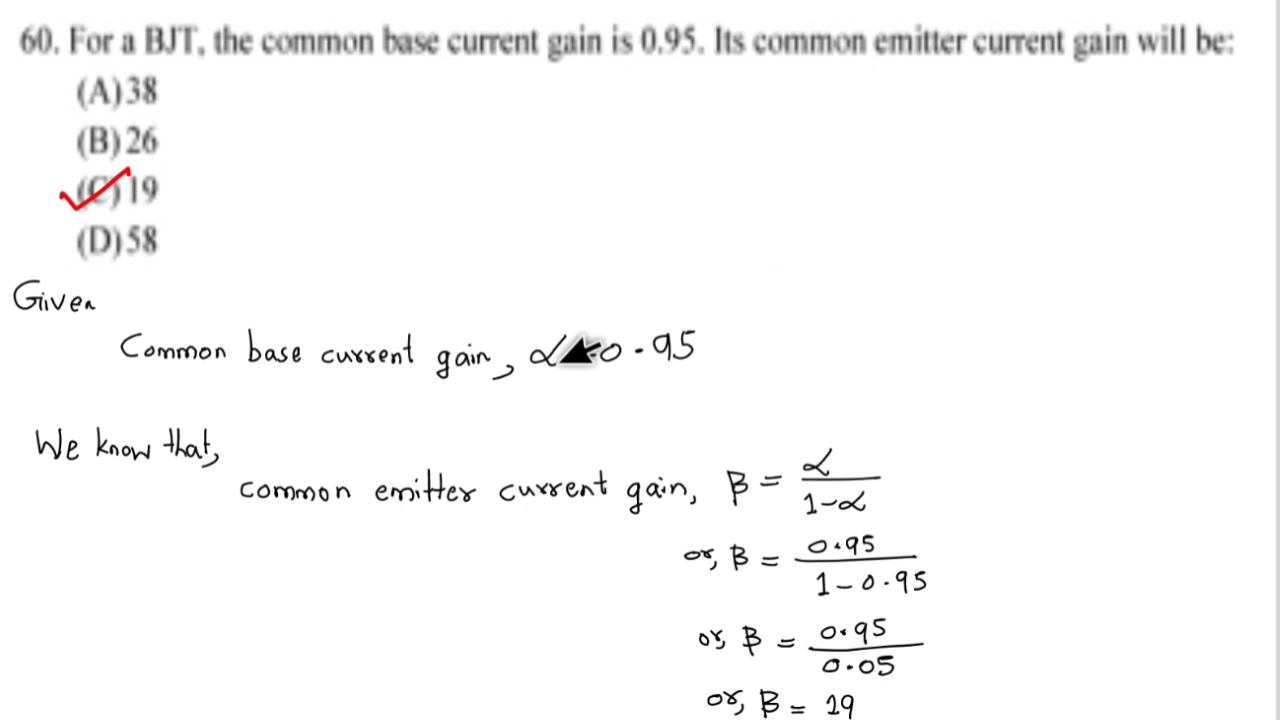 60. For a BJT, the common base current gain is 0.95. Its common emitter current gain will be:
(A) 38
(B) 26
(C) 19
(D) 58
Given
Common base current gain, α = 0.95
We know that,
common emitter current gain, β = α
1-α
or, β = 0.95
1-0.95
or, β = 0.95
0.05
or, β = 19